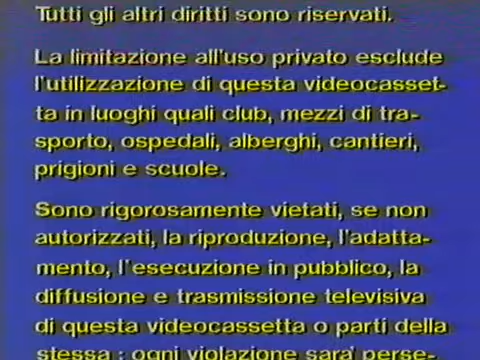 Tutti gli altri diritti sono riservati.
La limitazione all'uso privato esclude
l'utilizzazione di questa videocasset-
ta in luoghi quali club, mezzi di tra-
sporto, ospedali, alberghi, cantieri,
prigioni e scuole.
Sono rigorosamente vietati, se non
autorizzati, la riproduzione, l'adatta-
mento, l'esecuzione in pubblico, la
diffusione e trasmissione televisiva
di questa videocassetta o parti della
stessa : ogni violazione sara' perse-